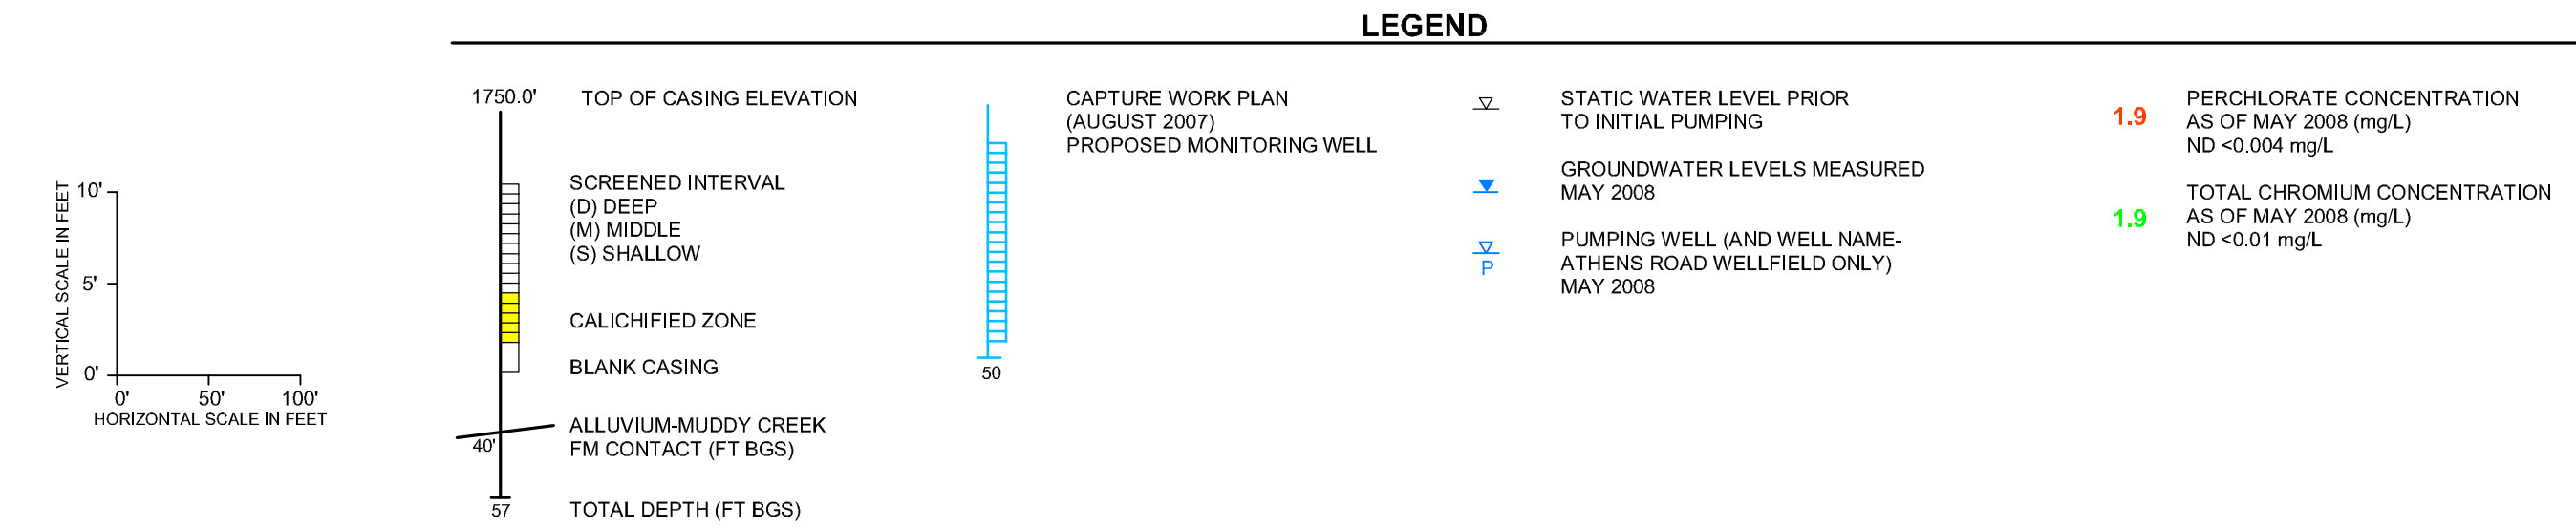 LEGEND
VERTICAL SCALE IN FEET
10'
5'
0'
0'
50'
100'
HORIZONTAL SCALE IN FEET
1750.0'
TOP OF CASING ELEVATION
SCREENED INTERVAL
(D) DEEP
(M) MIDDLE
(S) SHALLOW
CALICHIFIED ZONE
BLANK CASING
40'
ALLUVIUM-MUDDY CREEK
FM CONTACT (FT BGS)
57
TOTAL DEPTH (FT BGS)
50
CAPTURE WORK PLAN
(AUGUST 2007)
PROPOSED MONITORING WELL
STATIC WATER LEVEL PRIOR
TO INITIAL PUMPING
GROUNDWATER LEVELS MEASURED
MAY 2008
P
PUMPING WELL (AND WELL NAME-
ATHENS ROAD WELLFIELD ONLY)
MAY 2008
1.9
PERCHLORATE CONCENTRATION
AS OF MAY 2008 (mg/L)
ND <0.004 mg/L
1.9
TOTAL CHROMIUM CONCENTRATION
AS OF MAY 2008 (mg/L)
ND <0.01 mg/L